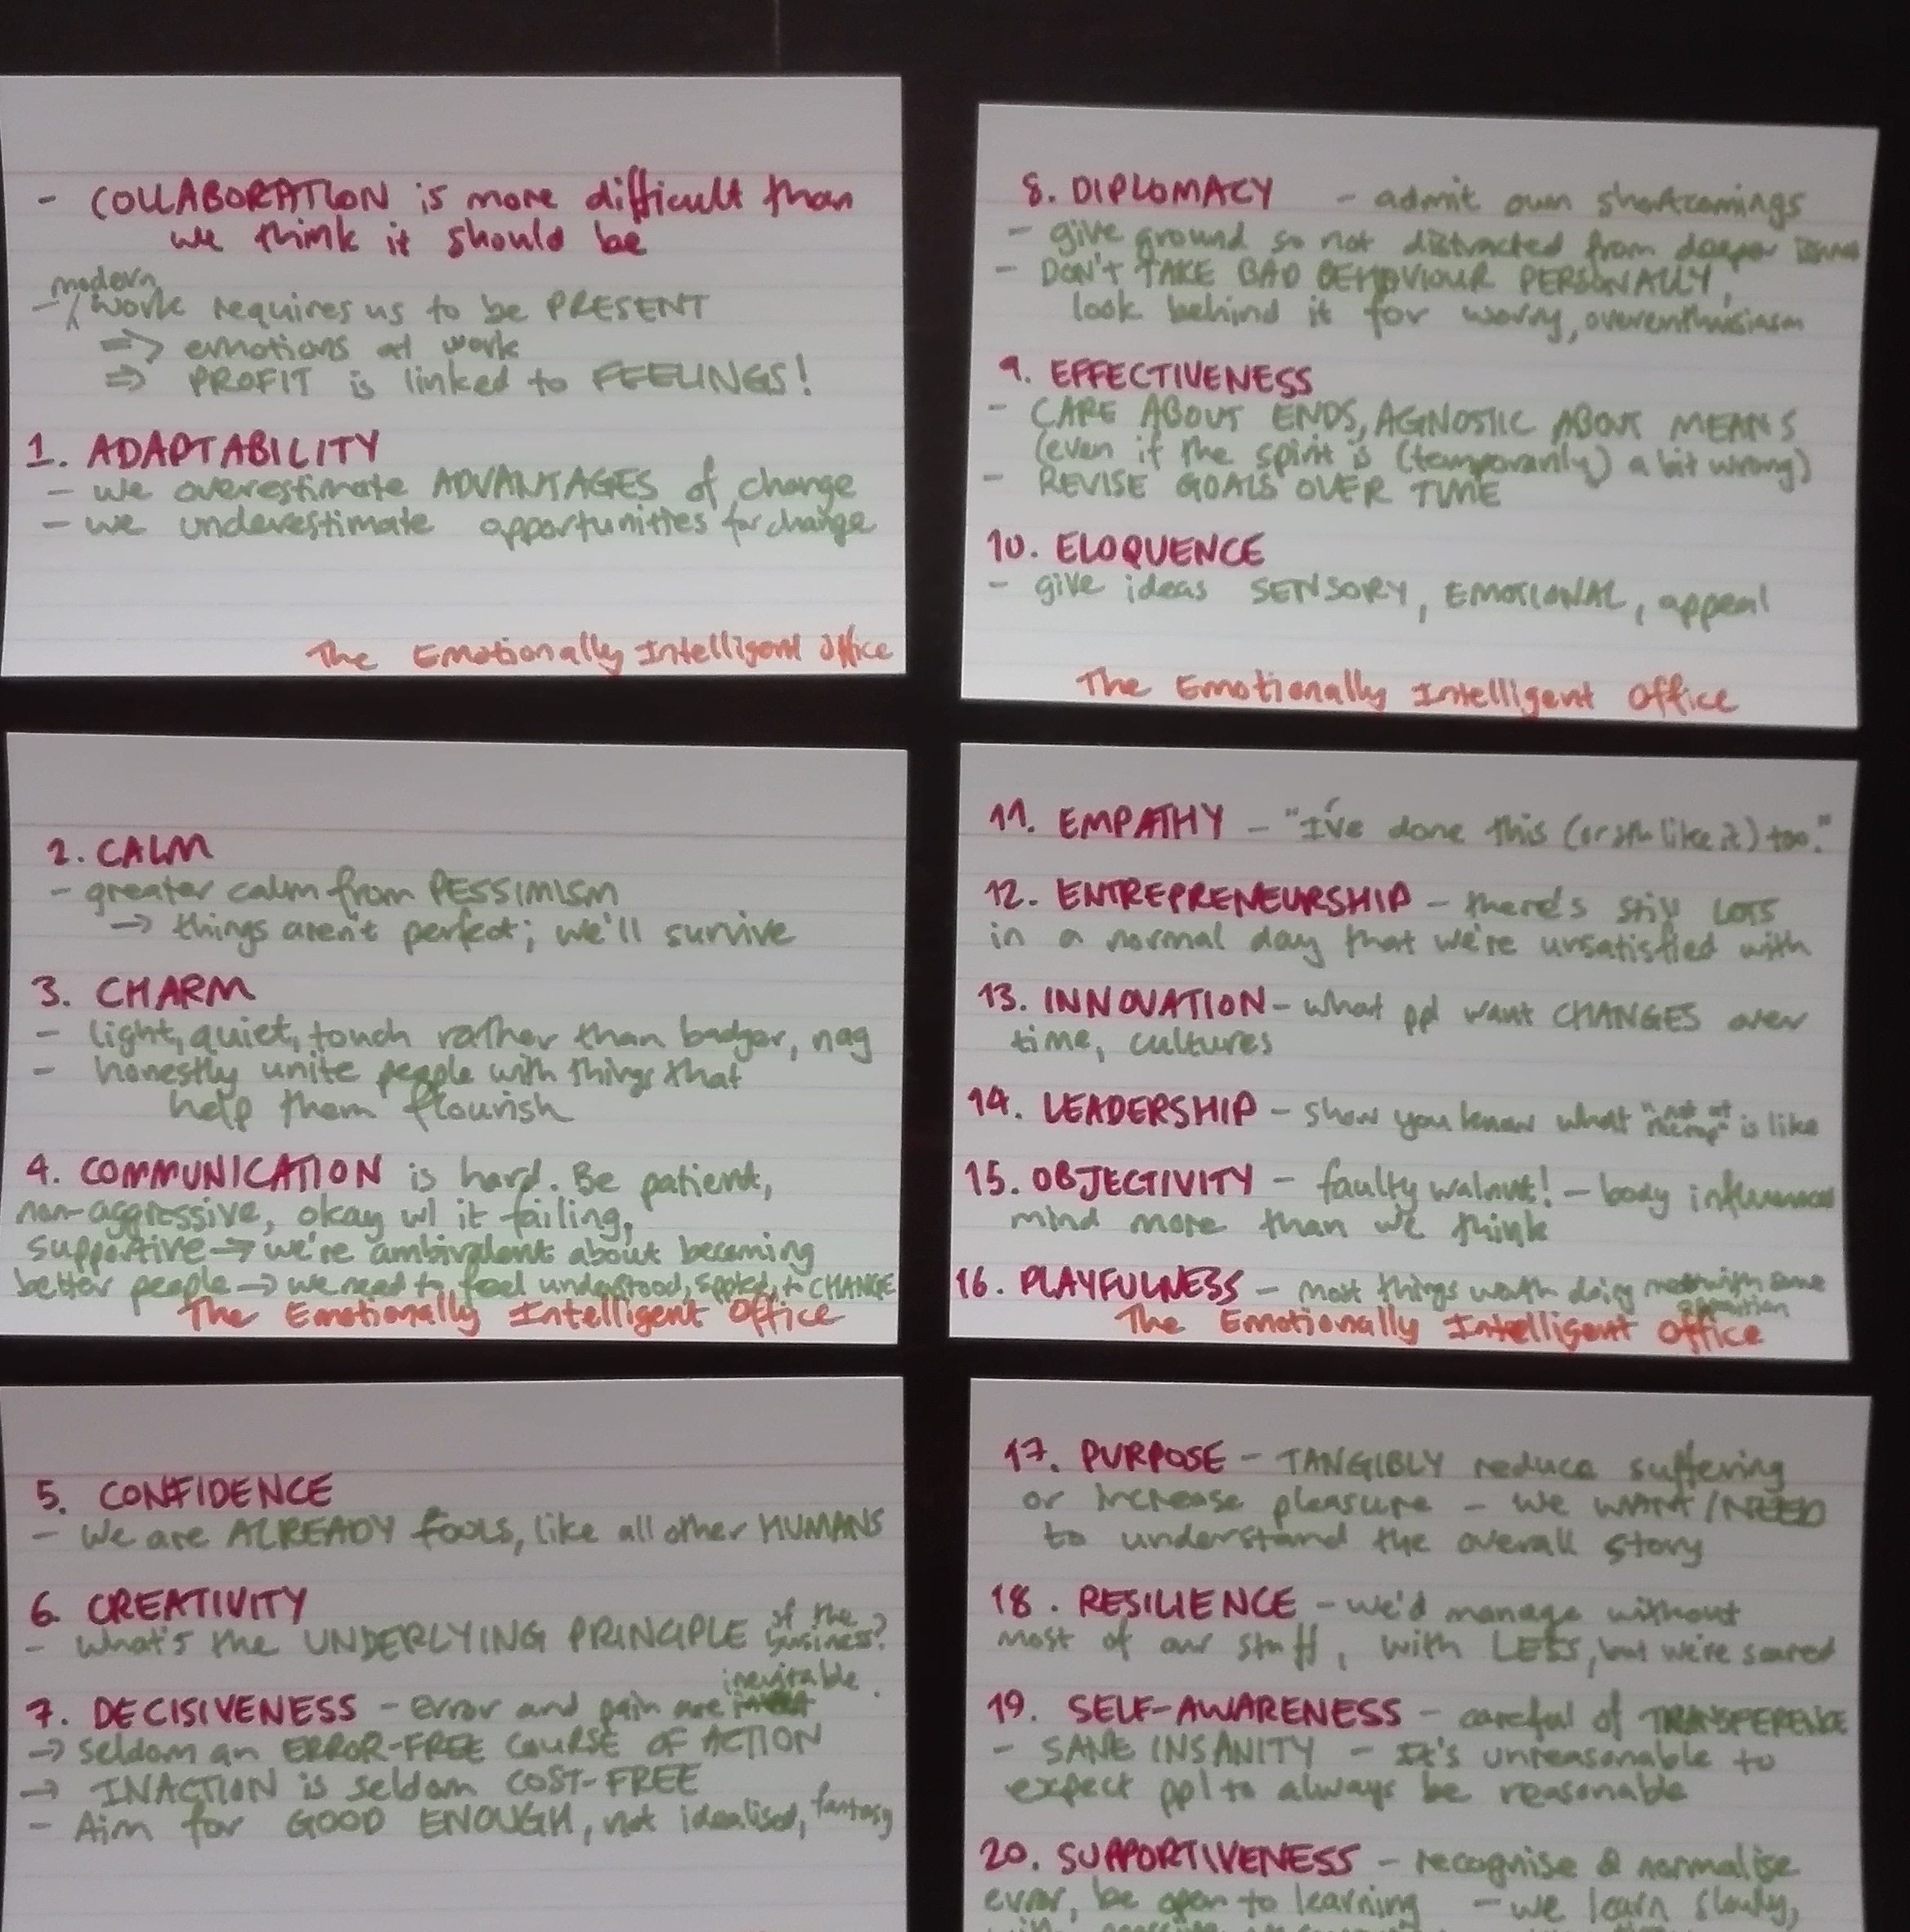 - COLLABORATION is more difficult than
we think it should be
modern
- work requires us to be PRESENT
=> emotions at work
=> PROFIT is linked to FEELINGS!
1. ADAPTABILITY
- we overestimate ADVANTAGES of change
- we underestimate opportunities for change
The Emotionally Intelligent Office
2. CALM
- greater calm from PESSIMISM
-> things aren't perfect; we'll survive
3. CHARM
- light, quiet, touch rather than badger, nag
- honestly unite people with things that
help them flourish
4. COMMUNICATION is hard. Be patient,
non-aggressive, okay w/ it failing,
supportive -> we're ambivalent about becoming
better people -> we need to feel understood, to CHANGE
The Emotionally Intelligent Office
5. CONFIDENCE
- We are ALREADY fools, like all other HUMANS
6. CREATIVITY
- What's the UNDERLYING PRINCIPLE of the business?
7. DECISIVENESS - Error and pain are inevitable.
-> Seldom an ERROR-FREE COURSE OF ACTION
-> INACTION is seldom COST-FREE
- Aim for GOOD ENOUGH, not idealised, fantasy
8. DIPLOMACY - admit own shortcomings
- give ground so not distracted from deeper issues
- DON'T TAKE BAD BEHAVIOUR PERSONALLY,
look behind it for worry, overenthusiasm
9. EFFECTIVENESS
- CARE ABOUT ENDS, AGNOSTIC ABOUT MEANS
(even if the spirit is (temporarily) a bit wrong)
- REVISE GOALS OVER TIME
10. ELOQUENCE
- give ideas SENSORY, EMOTIONAL, appeal
The Emotionally Intelligent Office
11. EMPATHY - "I've done this (or sth like it) too."
12. ENTREPRENEURSHIP - there's still LOTS
in a normal day that we're unsatisfied with
13. INNOVATION - what ppl want CHANGES over
time, cultures
14. LEADERSHIP - show you know what "not at the top" is like
15. OBJECTIVITY - faulty walnut! - body influences
mind more than we think
16. PLAYFULNESS - most things worth doing meet with some
opposition
The Emotionally Intelligent Office
17. PURPOSE - TANGIBLY reduce suffering
or increase pleasure - we WANT/NEED
to understand the overall story
18. RESILIENCE - we'd manage without
most of our stuff, with LESS, but we're scared
19. SELF-AWARENESS - careful of TRANSFERENCE
- SANE INSANITY - It's unreasonable to
expect ppl to always be reasonable
20. SUPPORTIVENESS - recognise & normalise
error, be open to learning - we learn slowly,